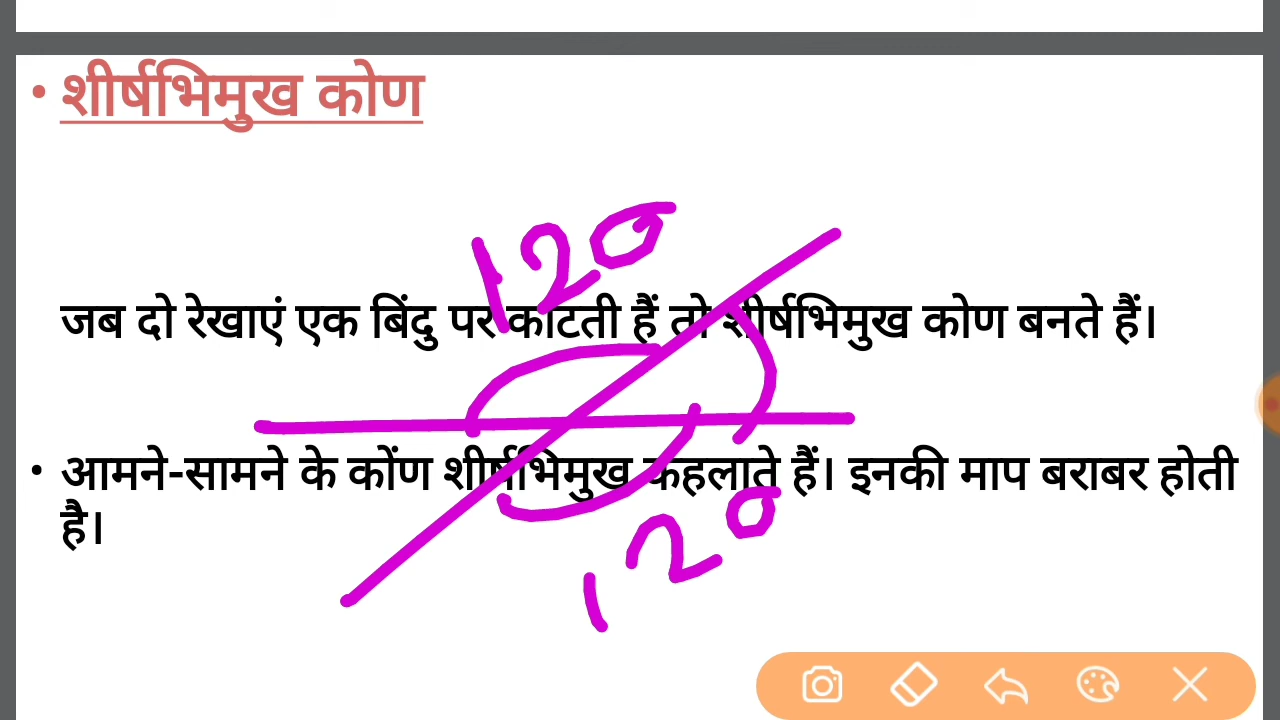 • शीर्षभिमुख कोण
120
जब दो रेखाएं एक बिंदु पर काटती हैं तो शीर्षभिमुख कोण बनते हैं।
• आमने-सामने के कोंण शीर्षभिमुख कहलाते हैं। इनकी माप बराबर होती
है।
120